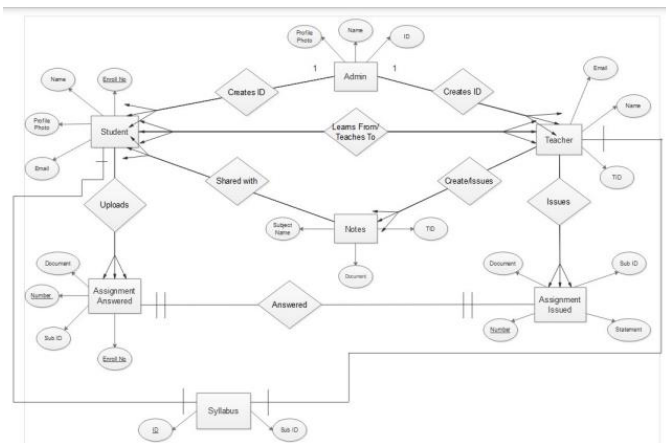 Profile
Photo
Name
ID
1
Admin
1
Name
Enroll No
Creates ID
Creates ID
Email
Profile
Photo
Student
Learns From/
Teaches To
Teacher
Name
Email
Shared with
Create/Issues
TID
Uploads
Subject
Name
Notes
TID
Issues
Document
Document
Assignment
Answered
Number
Sub ID
Enroll No
Answered
Document
Sub ID
Assignment
Issued
Number
Statement
Syllabus
ID
Sub ID